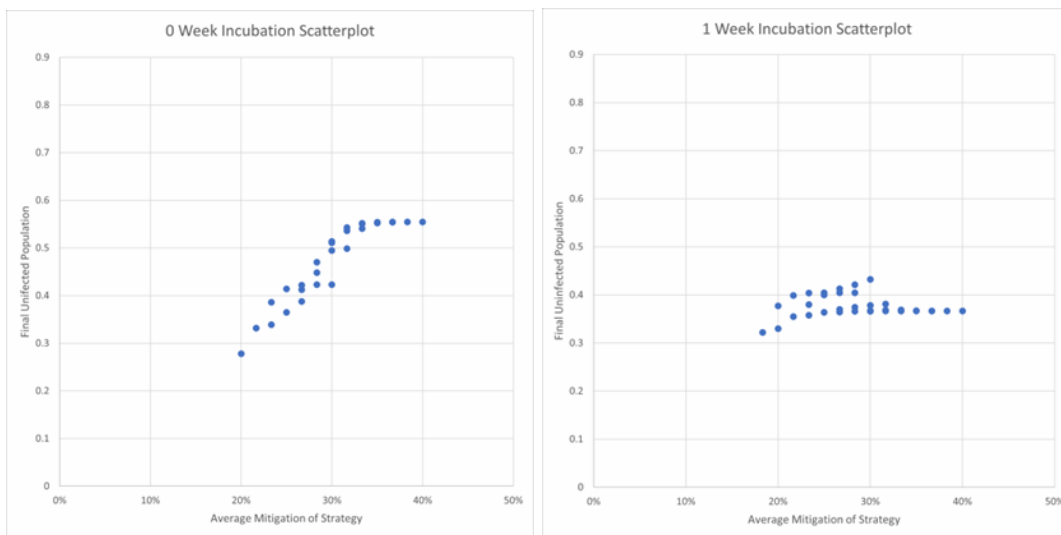 0 Week Incubation Scatterplot
0.9
0.8
0.7
0.6
0.5
0.4
0.3
0.2
0.1
0
0% 10% 20% 30% 40% 50%
Final Unifected Population
Average Mitigation of Strategy
1 Week Incubation Scatterplot
0.9
0.8
0.7
0.6
0.5
0.4
0.3
0.2
0.1
0
0% 10% 20% 30% 40% 50%
Final Uninfected Population
Average Mitigation of Strategy